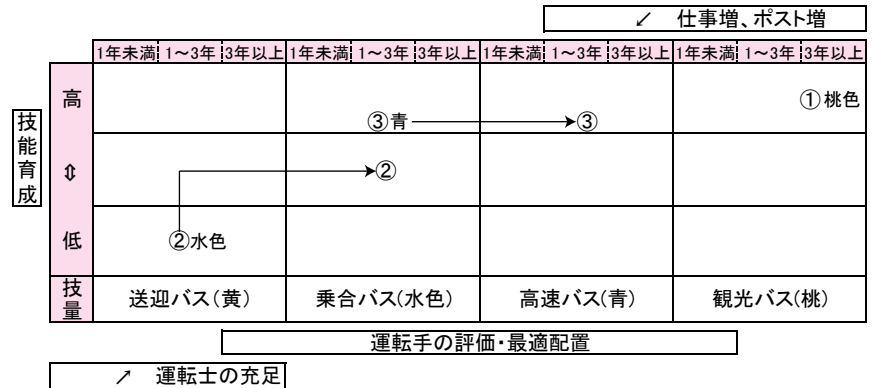 ↙ 仕事増、ポスト増
1年未満 1～3年 3年以上 1年未満 1～3年 3年以上 1年未満 1～3年 3年以上 1年未満 1～3年 3年以上
技能育成
高
①桃色
③青
③
⇕
②
低
②水色
技量
送迎バス（黄） 乗合バス(水色） 高速バス（青） 観光バス(桃）
運転手の評価・最適配置
↗ 運転士の充足